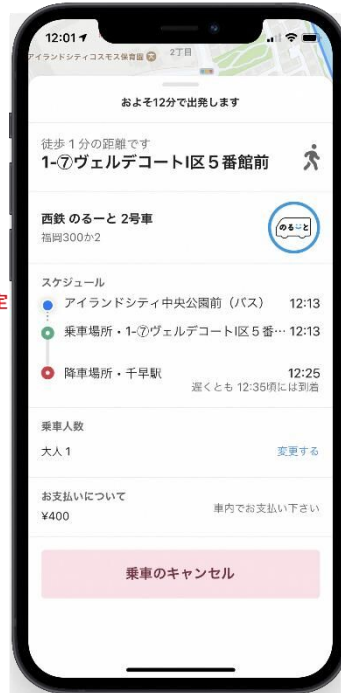 12:01
アイランドシティコスモス保育園
2丁目
およそ12分で出発します
徒歩 1 分の距離です
1-⑦ヴェルデコートI区５番館前
西鉄 のるーと 2号車
福岡300か2
のるーと
スケジュール
定
アイランドシティ中央公園前（バス） 12:13
乗車場所・1-⑦ヴェルデコートI区５番… 12:13
降車場所・千早駅 12:25
遅くとも 12:35頃には到着
乗車人数
大人 1 変更する
お支払いについて
¥400 車内でお支払い下さい
乗車のキャンセル